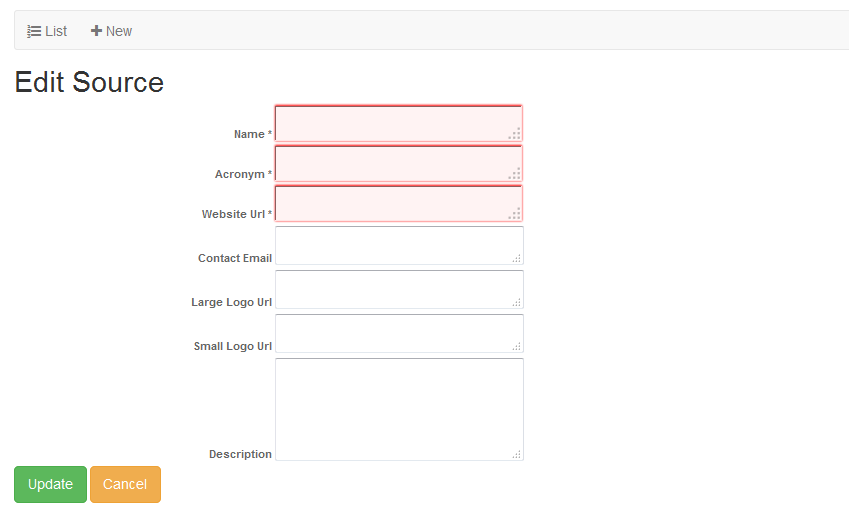 List New
Edit Source
Name *
Acronym *
Website Url *
Contact Email
Large Logo Url
Small Logo Url
Description
Update Cancel